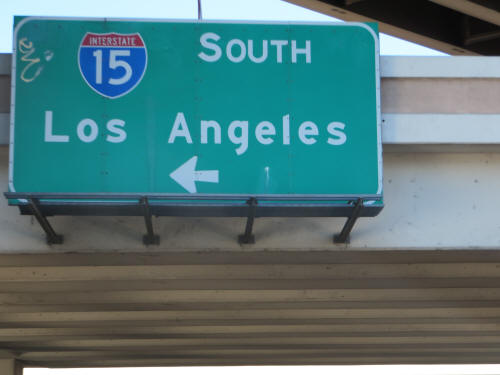 INTERSTATE
15
SOUTH
LOS ANGELES